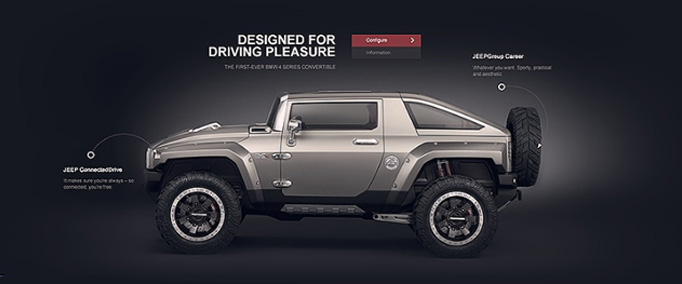 DESIGNED FOR
DRIVING PLEASURE
THE FIRST-EVER BMW 4 SERIES CONVERTIBLE
Configure
Information
JEEPGroup Career
Whatever you want: Sporty, practical
and aesthetic
JEEP ConnectedDrive
It makes sure you're always – so
connected, you're free.